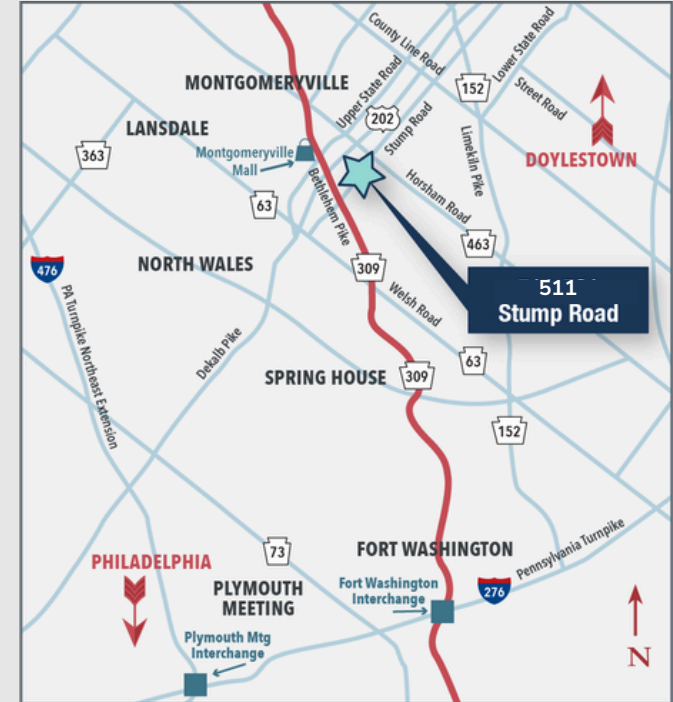 County Line Road
Lower State Road
MONTGOMERYVILLE
152
Street Road
Upper State Road
202
Stump Road
LANSDALE
363
Montgomeryville
Mall
Limekiln Pike
DOYLESTOWN
Bethlehem Pike
Horsham Road
63
463
NORTH WALES
309
476
511
Stump Road
Welsh Road
PA Turnpike Northeast Extension
Dekalb Pike
63
SPRING HOUSE
309
152
73
FORT WASHINGTON
Pennsylvania Turnpike
PHILADELPHIA
PLYMOUTH
MEETING
Fort Washington
Interchange
276
Plymouth Mtg
Interchange
N